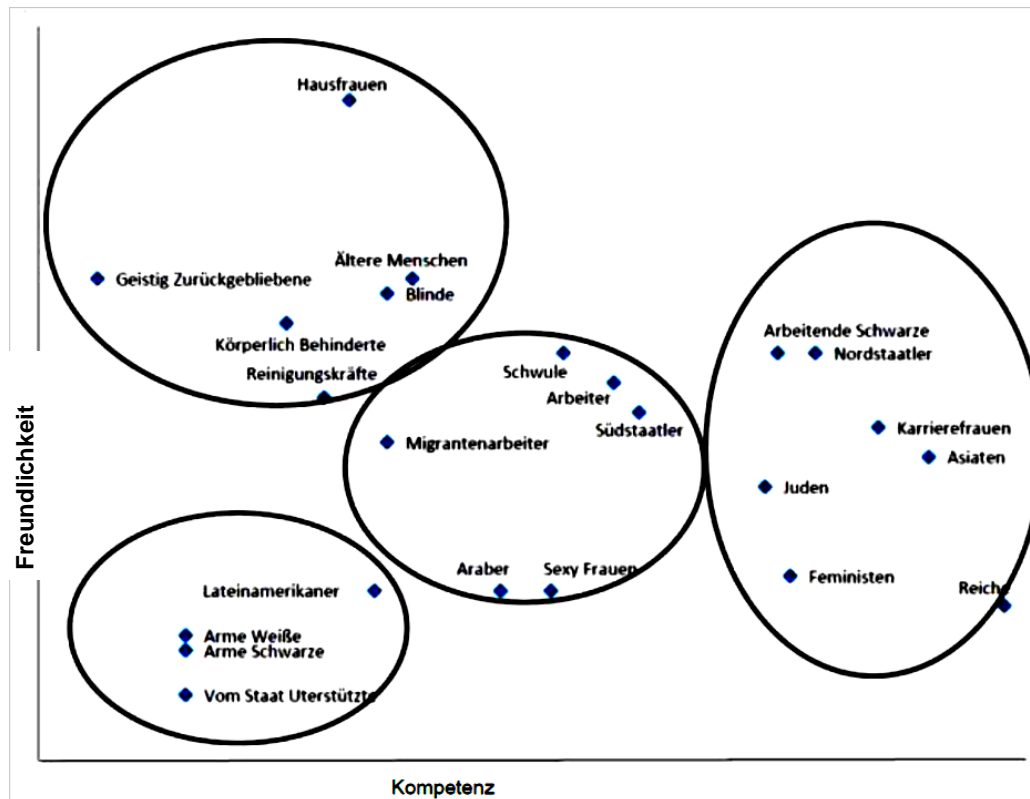 Hausfrauen
Ältere Menschen
Geistig Zurückgebliebene
Blinde
Körperlich Behinderte
Reinigungskräfte
Arbeitende Schwarze
Nordstaatler
Schwule
Arbeiter
Südstaatler
Karrierefrauen
Migrantenarbeiter
Asiaten
Juden
Freundlichkeit
Araber
Sexy Frauen
Feministen
Reiche
Lateinamerikaner
Arme Weiße
Arme Schwarze
Vom Staat Uterstützte
Kompetenz